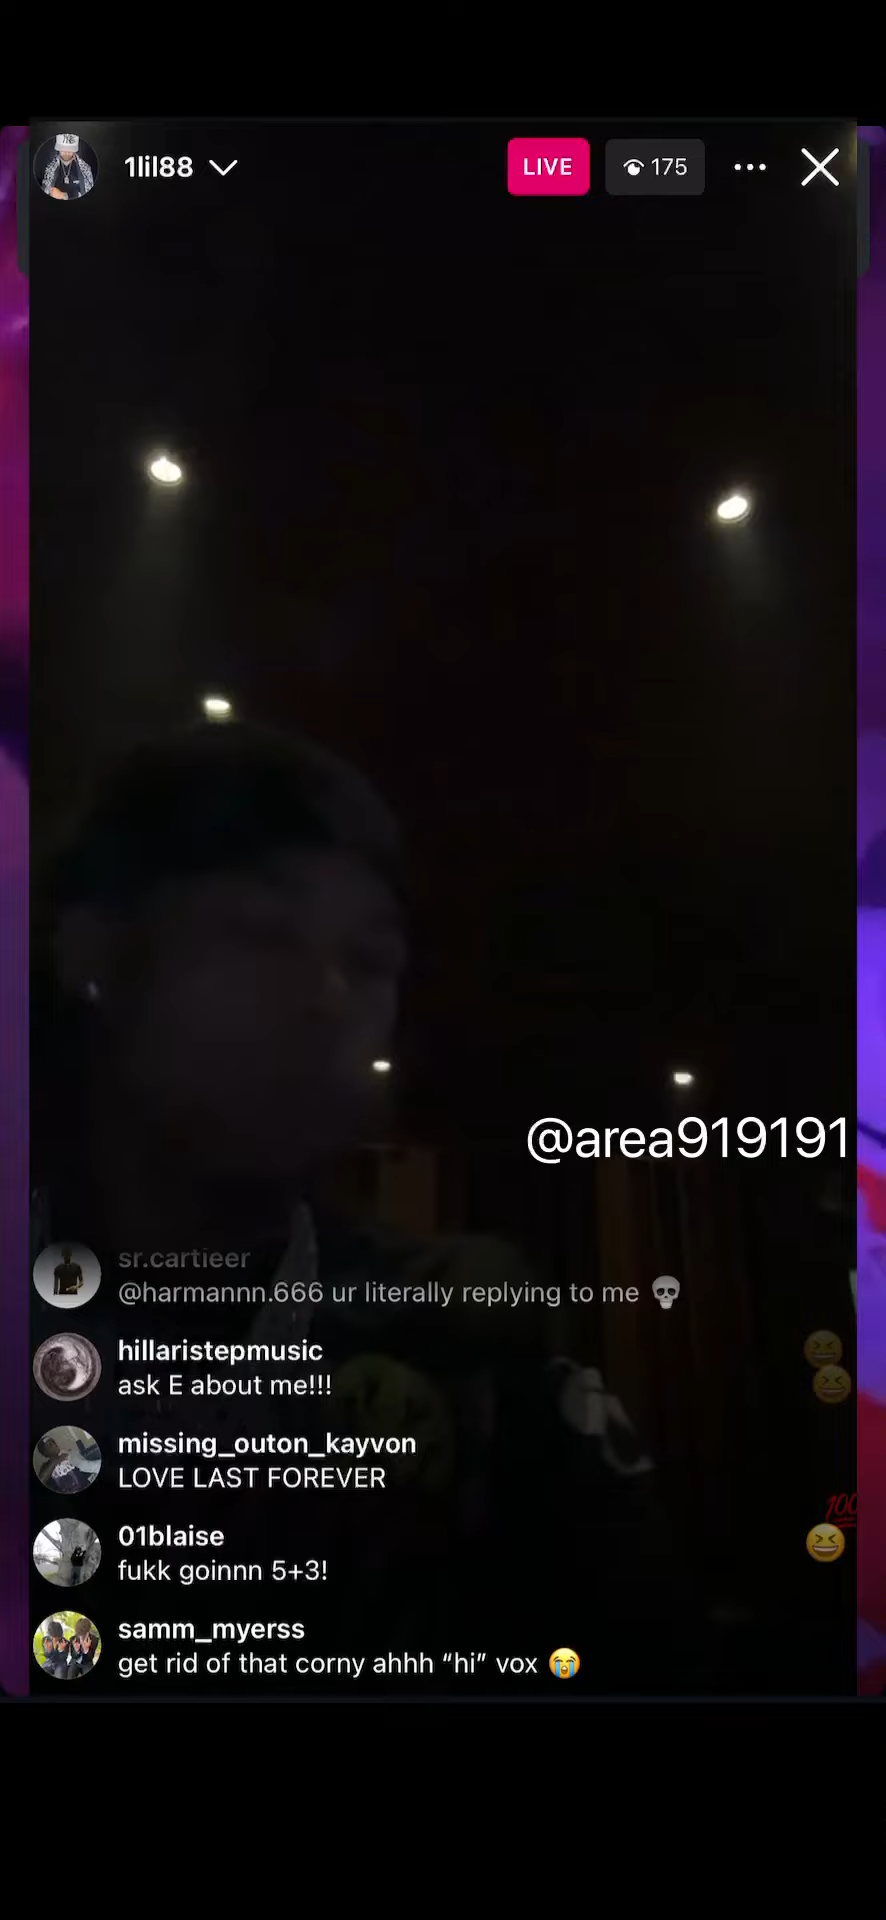 1lil88
LIVE
175
@area919191
sr.cartieer
@harmannn.666 ur literally replying to me 💀
hillaristepmusic
ask E about me!!!
missing_outon_kayvon
LOVE LAST FOREVER
01blaise
fukk goinnn 5+3!
samm_myerss
get rid of that corny ahhh “hi” vox 😭